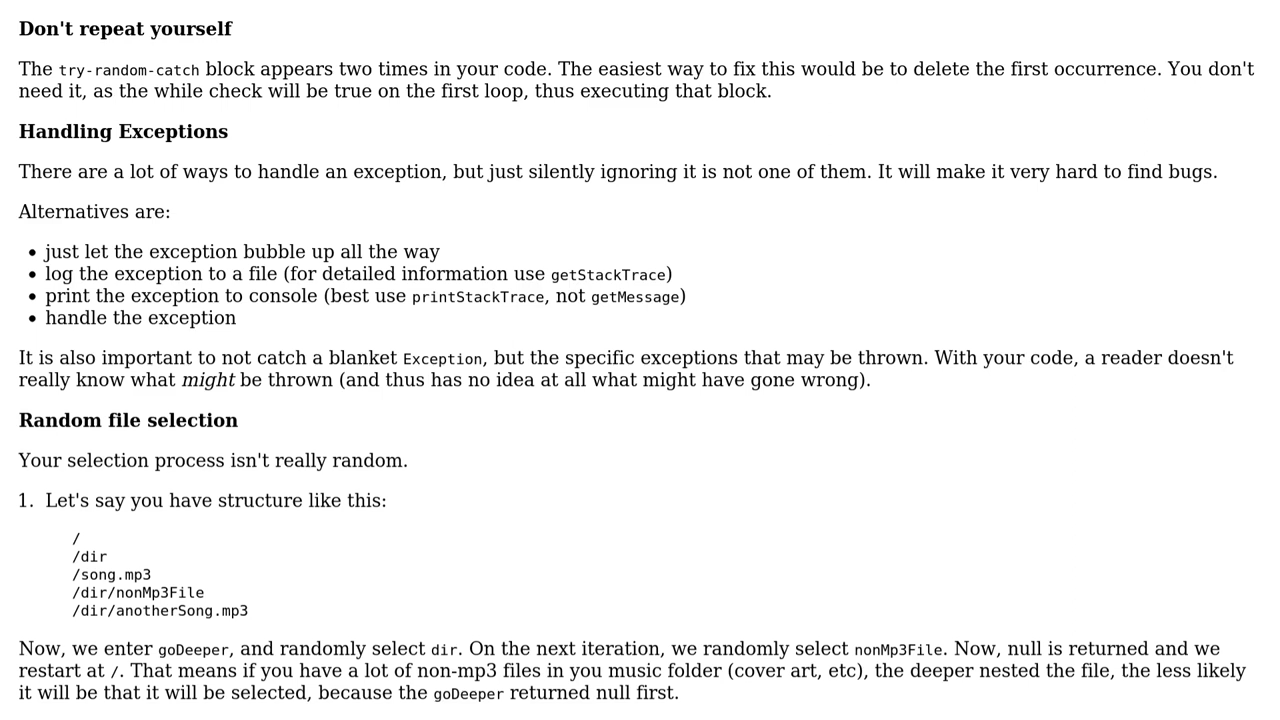 Don't repeat yourself
The try-random-catch block appears two times in your code. The easiest way to fix this would be to delete the first occurrence. You don't
need it, as the while check will be true on the first loop, thus executing that block.
Handling Exceptions
There are a lot of ways to handle an exception, but just silently ignoring it is not one of them. It will make it very hard to find bugs.
Alternatives are:
• just let the exception bubble up all the way
• log the exception to a file (for detailed information use getStackTrace)
• print the exception to console (best use printStackTrace, not getMessage)
• handle the exception
It is also important to not catch a blanket Exception, but the specific exceptions that may be thrown. With your code, a reader doesn't
really know what might be thrown (and thus has no idea at all what might have gone wrong).
Random file selection
Your selection process isn't really random.
1. Let's say you have structure like this:
/
/dir
/song.mp3
/dir/nonMp3File
/dir/anotherSong.mp3
Now, we enter goDeeper, and randomly select dir. On the next iteration, we randomly select nonMp3File. Now, null is returned and we
restart at /. That means if you have a lot of non-mp3 files in you music folder (cover art, etc), the deeper nested the file, the less likely
it will be that it will be selected, because the goDeeper returned null first.